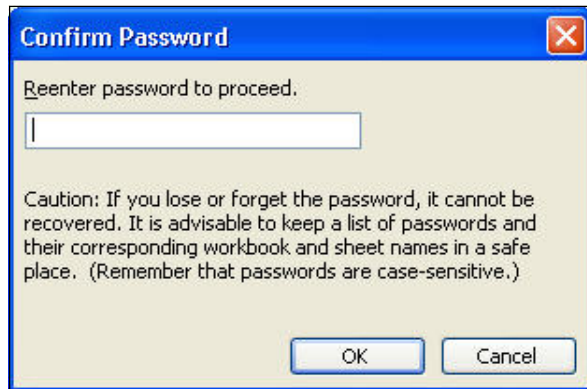 Confirm Password
Reenter password to proceed.
Caution: If you lose or forget the password, it cannot be
recovered. It is advisable to keep a list of passwords and
their corresponding workbook and sheet names in a safe
place.  (Remember that passwords are case-sensitive.)
OK Cancel